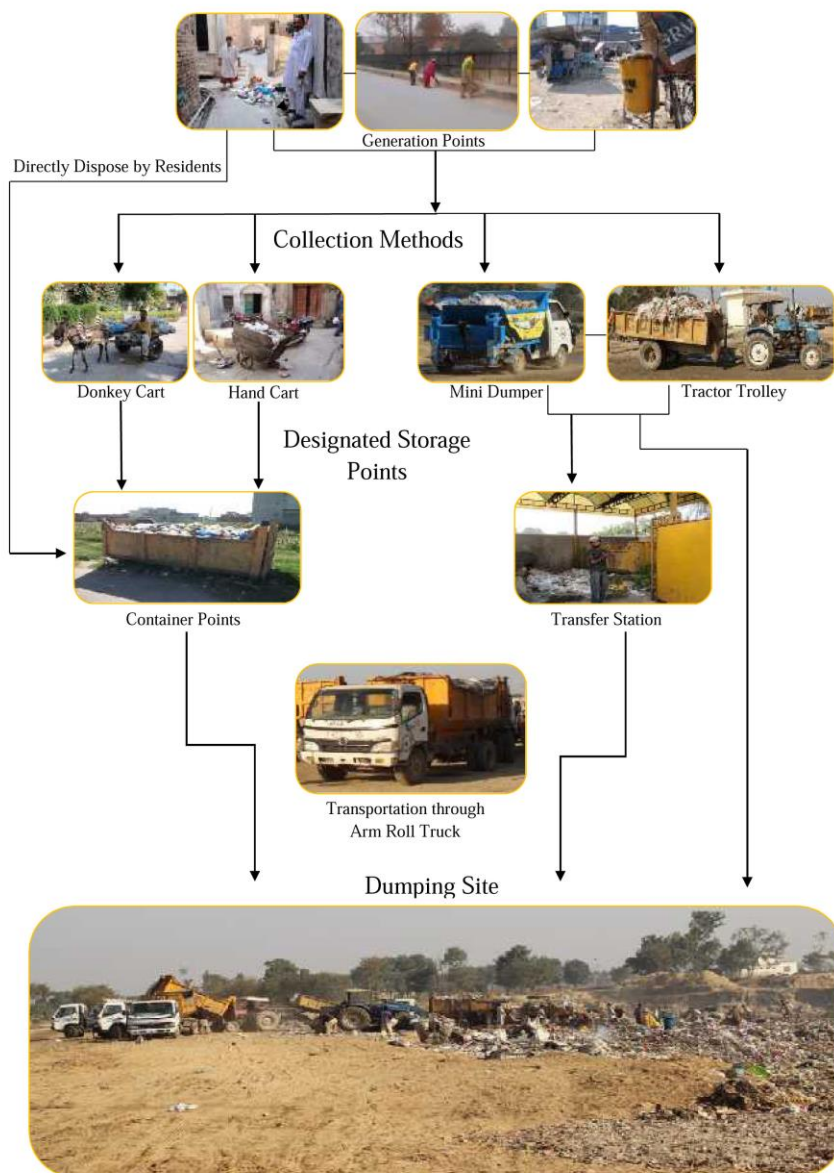 Generation Points
Directly Dispose by Residents
Collection Methods
Donkey Cart
Hand Cart
Mini Dumper
Tractor Trolley
Designated Storage
Points
Container Points
Transfer Station
Transportation through
Arm Roll Truck
Dumping Site